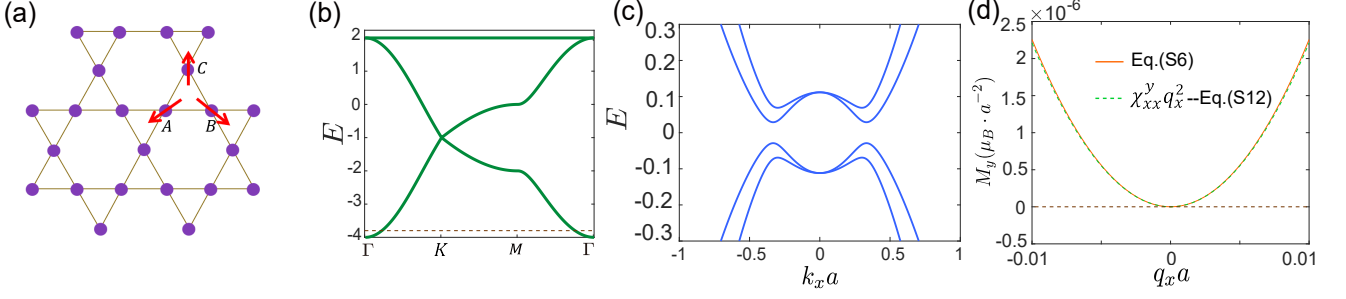 (a)
C
A
B
(b)
2
1
0
-1
-2
-3
-4
E
Γ
K
M
Γ
(c)
0.3
0.2
0.1
0
-0.1
-0.2
-0.3
E
-1
-0.5
0
0.5
1
k_x a
(d)
×10^-6
2.5
2
1.5
1
0.5
0
-0.5
M_y(μ_B · a^-2)
Eq.(S6)
χ^y_xx q_x^2--Eq.(S12)
-0.01
0
0.01
q_x a